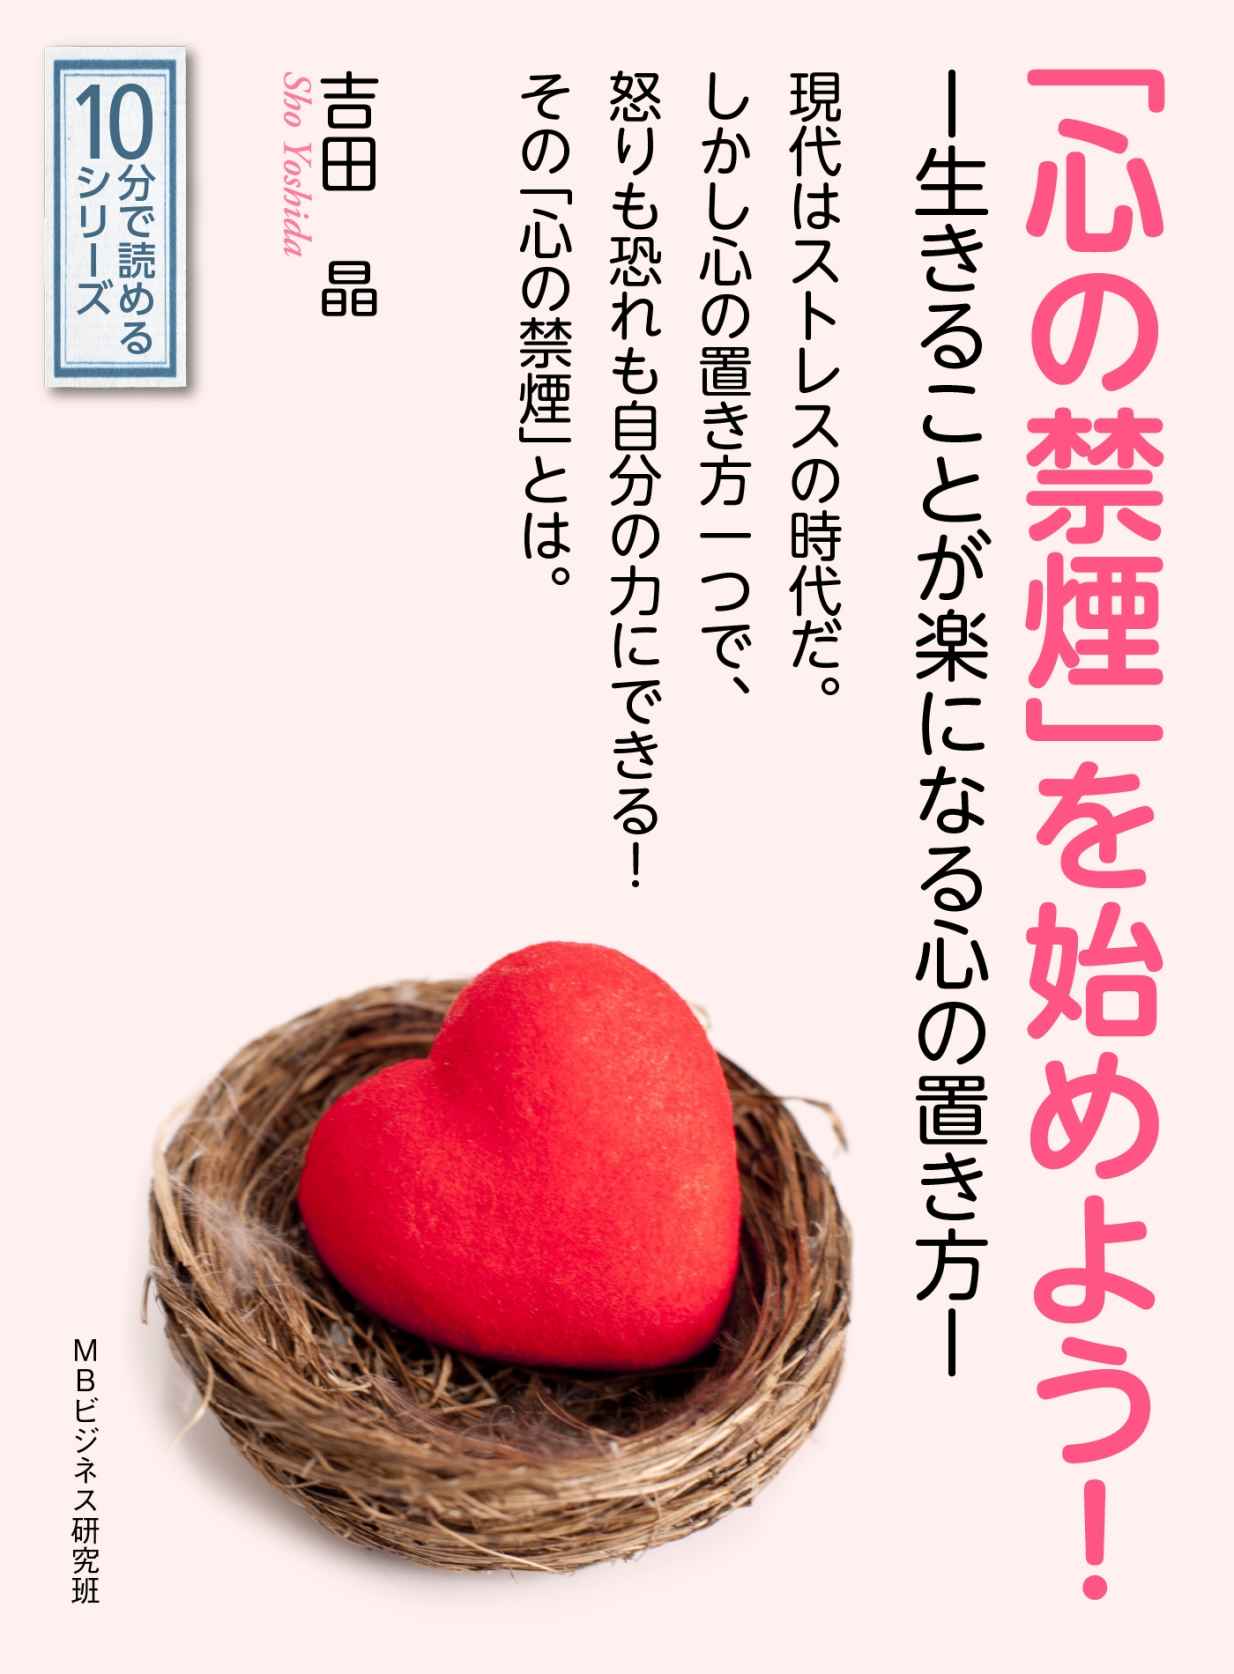 「心の禁煙」を始めよう！
ー生きることが楽になる心の置き方ー
現代はストレスの時代だ。
しかし心の置き方一つで、
怒りも恐れも自分の力にできる！
その「心の禁煙」とは。
吉田　晶
Sho Yoshida
10分で読める
シリーズ
ＭＢビジネス研究班